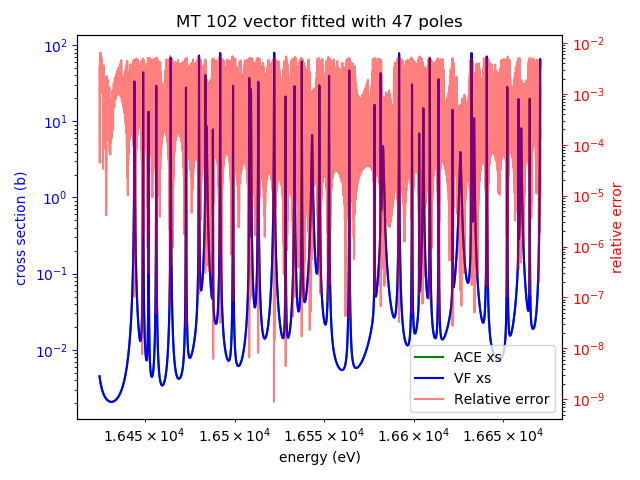 MT 102 vector fitted with 47 poles
10²
10¹
10⁰
10⁻¹
10⁻²
cross section (b)
10⁻²
10⁻³
10⁻⁴
10⁻⁵
10⁻⁶
10⁻⁷
10⁻⁸
10⁻⁹
relative error
ACE xs
VF xs
Relative error
1.645 × 10⁴ 1.65 × 10⁴ 1.655 × 10⁴ 1.66 × 10⁴ 1.665 × 10⁴
energy (eV)